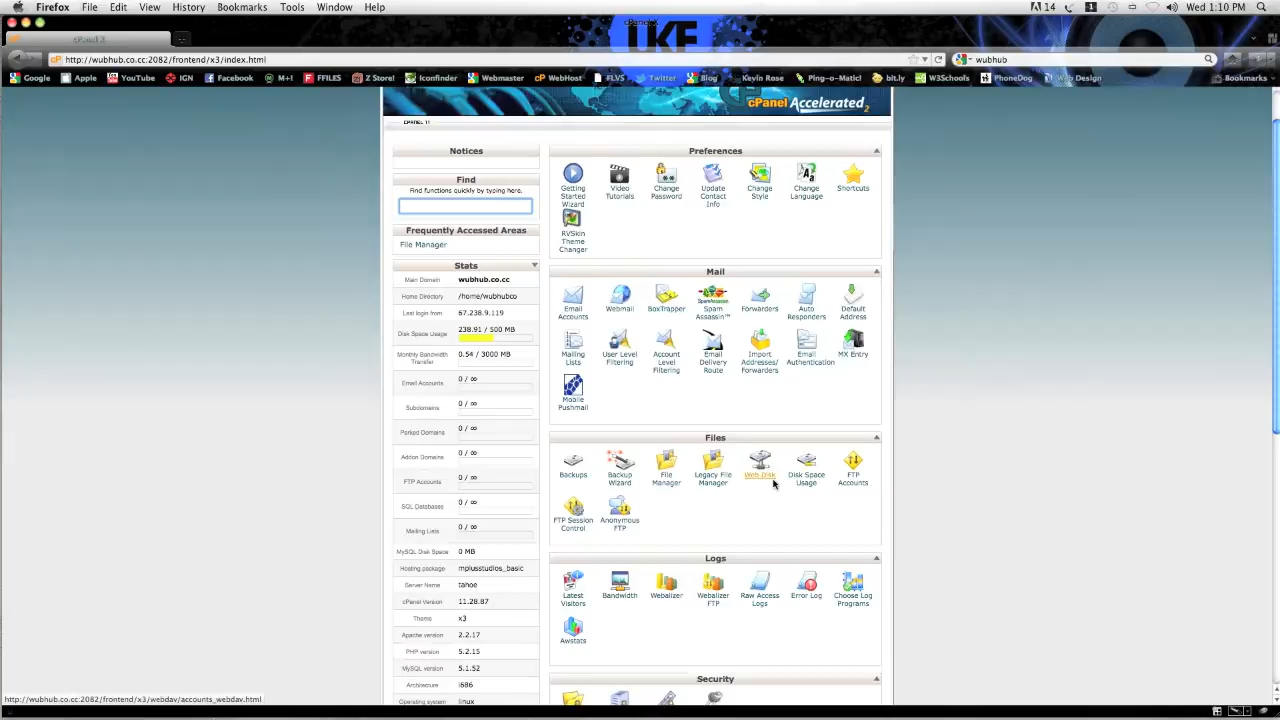 Firefox File Edit View History Bookmarks Tools Window Help 14 1 Wed 1:10 PM
cPanel X
UKF
cPanel X
http://wubhub.co.cc:2082/frontend/x3/index.html
wubhub
Google Apple YouTube IGN Facebook M+I FFILES Z Store! Iconfinder Webmaster WebHost FLVS Twitter Blog Kevin Rose Ping-o-Matic! bit.ly W3Schools PhoneDog Web Design Bookmarks
cPanel Accelerated2
CPANEL 11
Notices
Find
Find functions quickly by typing here.
Frequently Accessed Areas
File Manager
Stats
Main Domain wubhub.co.cc
Home Directory /home/wubhubco
Last login from 67.238.9.119
Disk Space Usage 238.91 / 500 MB
Monthly Bandwidth Transfer 0.54 / 3000 MB
Email Accounts 0 / ∞
Subdomains 0 / ∞
Parked Domains 0 / ∞
Addon Domains 0 / ∞
FTP Accounts 0 / ∞
SQL Databases 0 / ∞
Mailing Lists 0 / ∞
MySQL Disk Space 0 MB
Hosting package mplusstudios_basic
Server Name tahoe
cPanel Version 11.28.87
Theme x3
Apache version 2.2.17
PHP version 5.2.15
MySQL version 5.1.52
Architecture i686
Operating system linux
Preferences
Getting Started Wizard
Video Tutorials
Change Password
Update Contact Info
Change Style
Change Language
Shortcuts
RVSkin Theme Changer
Mail
Email Accounts
Webmail
BoxTrapper
Spam Assassin™
Forwarders
Auto Responders
Default Address
Mailing Lists
User Level Filtering
Account Level Filtering
Email Delivery Route
Import Addresses/ Forwarders
Email Authentication
MX Entry
Mobile Pushmail
Files
Backups
Backup Wizard
File Manager
Legacy File Manager
Web Disk
Disk Space Usage
FTP Accounts
FTP Session Control
Anonymous FTP
Logs
Latest Visitors
Bandwidth
Webalizer
Webalizer FTP
Raw Access Logs
Error Log
Choose Log Programs
Awstats
Security
http://wubhub.co.cc:2082/frontend/x3/webdav/accounts_webdav.html